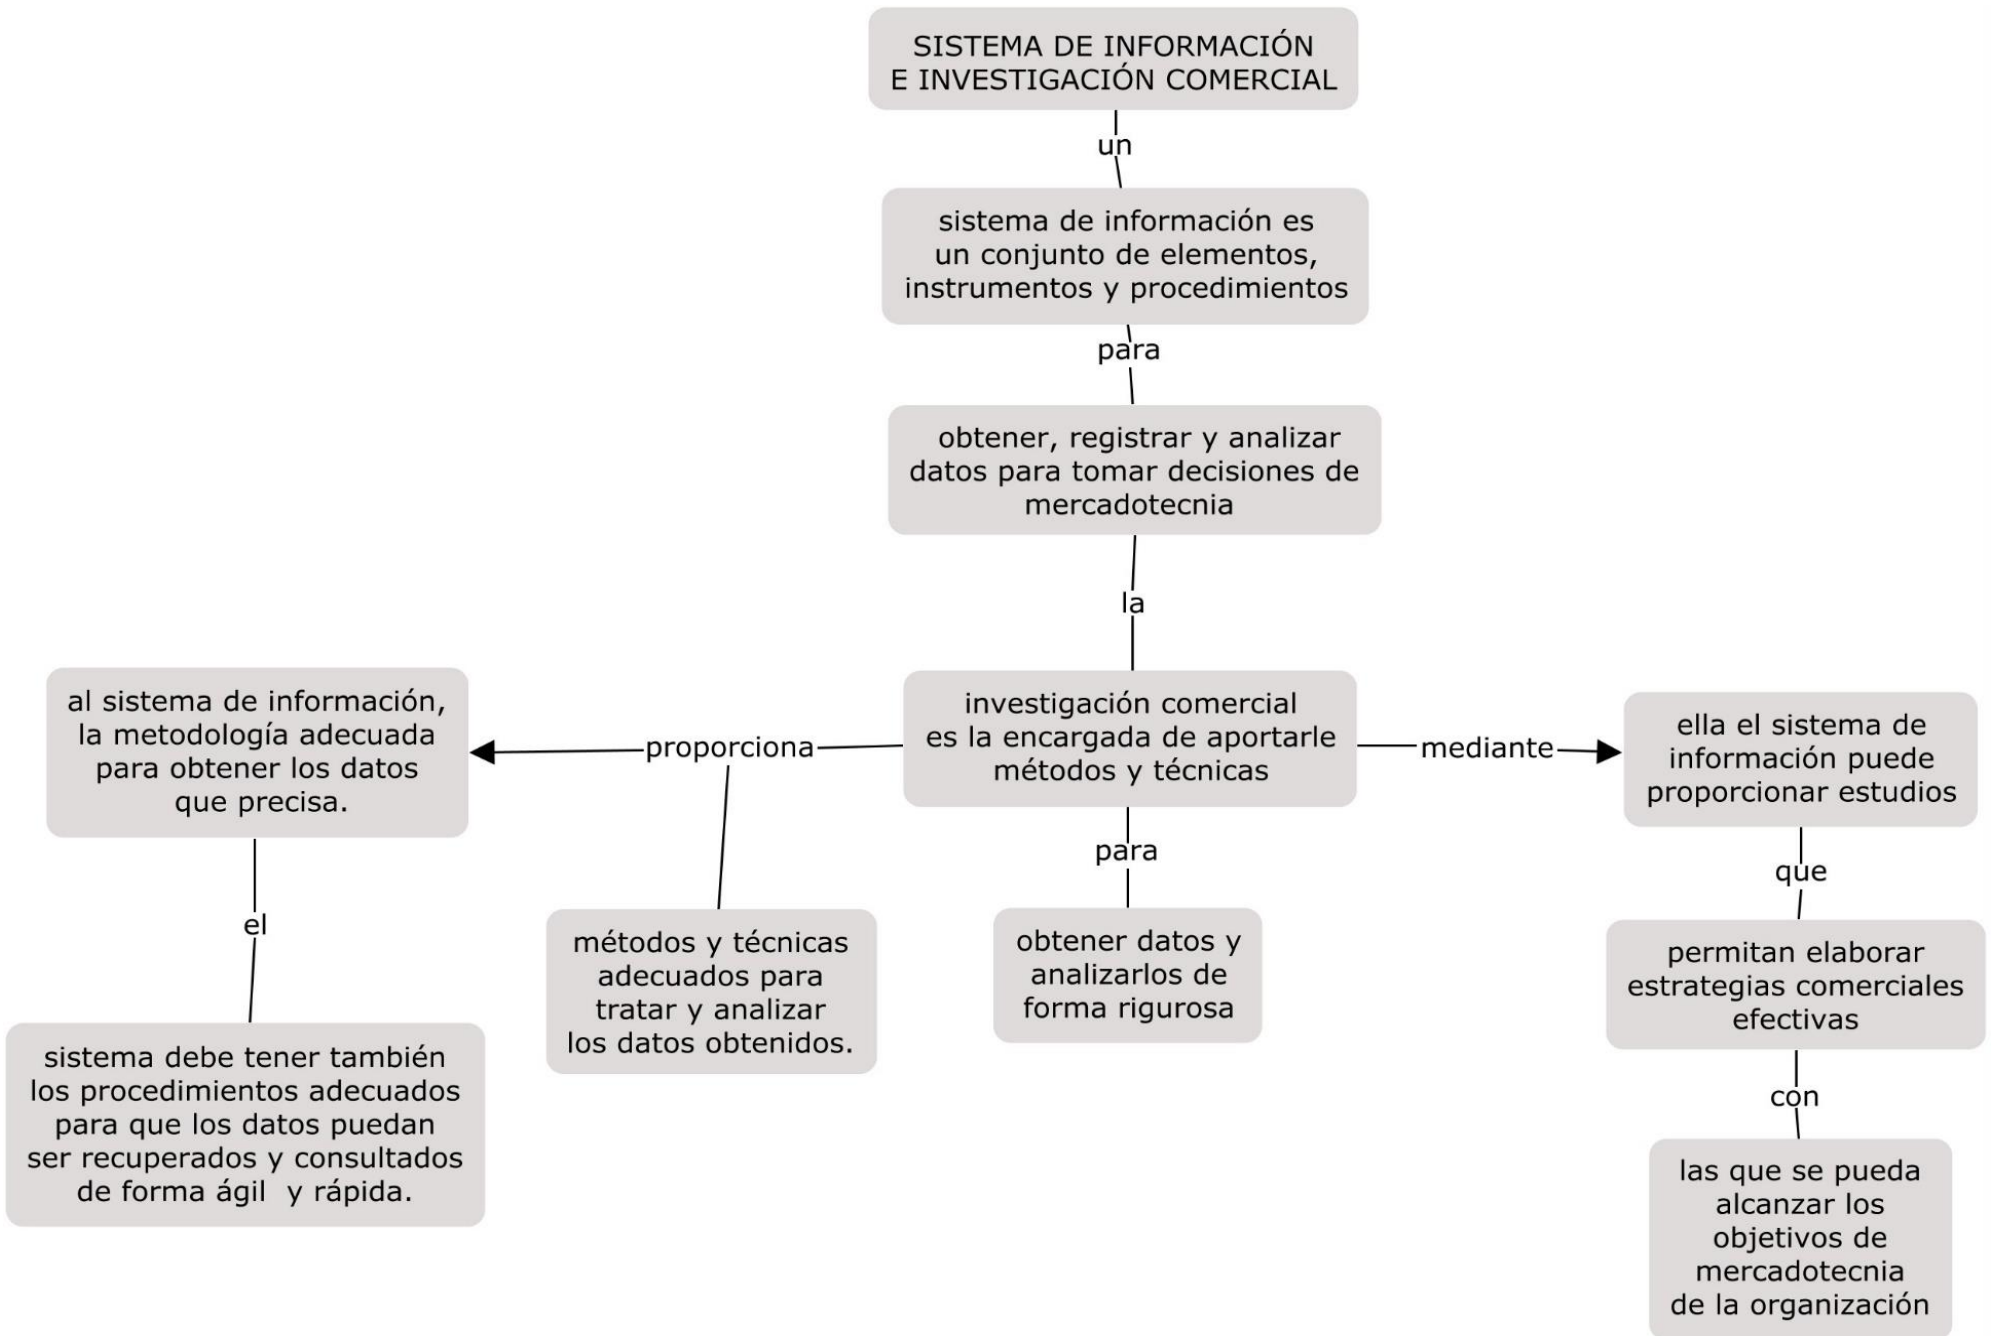 SISTEMA DE INFORMACIÓN
E INVESTIGACIÓN COMERCIAL
un
sistema de información es
un conjunto de elementos,
instrumentos y procedimientos
para
obtener, registrar y analizar
datos para tomar decisiones de
mercadotecnia
la
investigación comercial
es la encargada de aportarle
métodos y técnicas
proporciona
al sistema de información,
la metodología adecuada
para obtener los datos
que precisa.
el
sistema debe tener también
los procedimientos adecuados
para que los datos puedan
ser recuperados y consultados
de forma ágil  y rápida.
métodos y técnicas
adecuados para
tratar y analizar
los datos obtenidos.
para
obtener datos y
analizarlos de
forma rigurosa
mediante
ella el sistema de
información puede
proporcionar estudios
que
permitan elaborar
estrategias comerciales
efectivas
con
las que se pueda
alcanzar los
objetivos de
mercadotecnia
de la organización